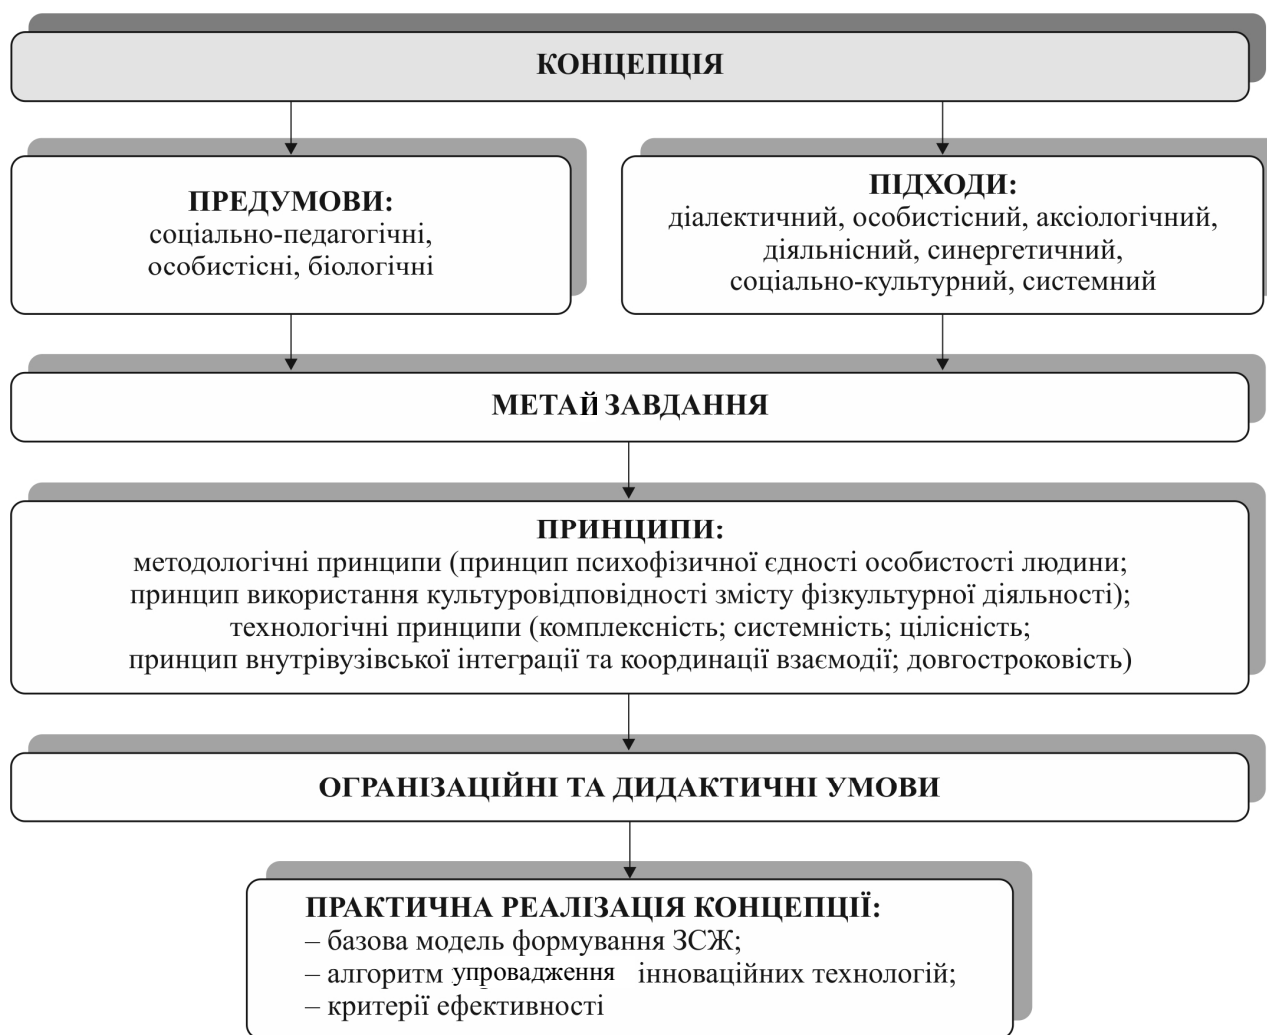 КОНЦЕПЦІЯ
ПРЕДУМОВИ:
соціально-педагогічні,
особистісні, біологічні
ПІДХОДИ:
діалектичний, особистісний, аксіологічний,
діяльнісний, синергетичний,
соціально-культурний, системний
МЕТА Й ЗАВДАННЯ
ПРИНЦИПИ:
методологічні принципи (принцип психофізичної єдності особистості людини;
принцип використання культуровідповідності змісту фізкультурної діяльності);
технологічні принципи (комплексність; системність; цілісність;
принцип внутрівузівської інтеграції та координації взаємодії; довгостроковість)
ОГРАНІЗАЦІЙНІ ТА ДИДАКТИЧНІ УМОВИ
ПРАКТИЧНА РЕАЛІЗАЦІЯ КОНЦЕПЦІЇ:
– базова модель формування ЗСЖ;
– алгоритм упровадження інноваційних технологій;
– критерії ефективності